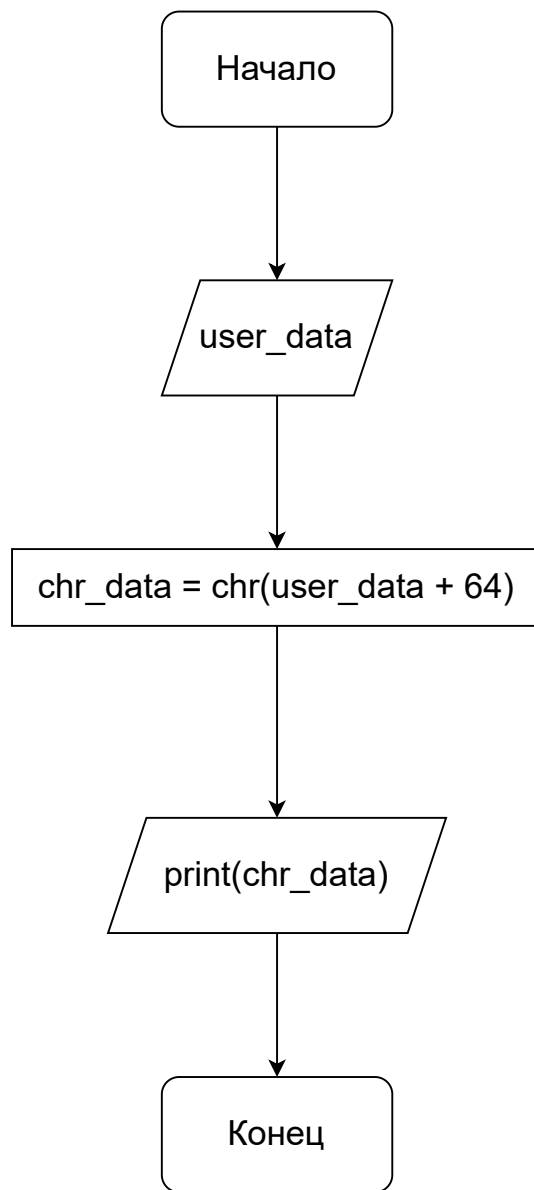 Начало
user_data
chr_data = chr(user_data + 64)
print(chr_data)
Конец